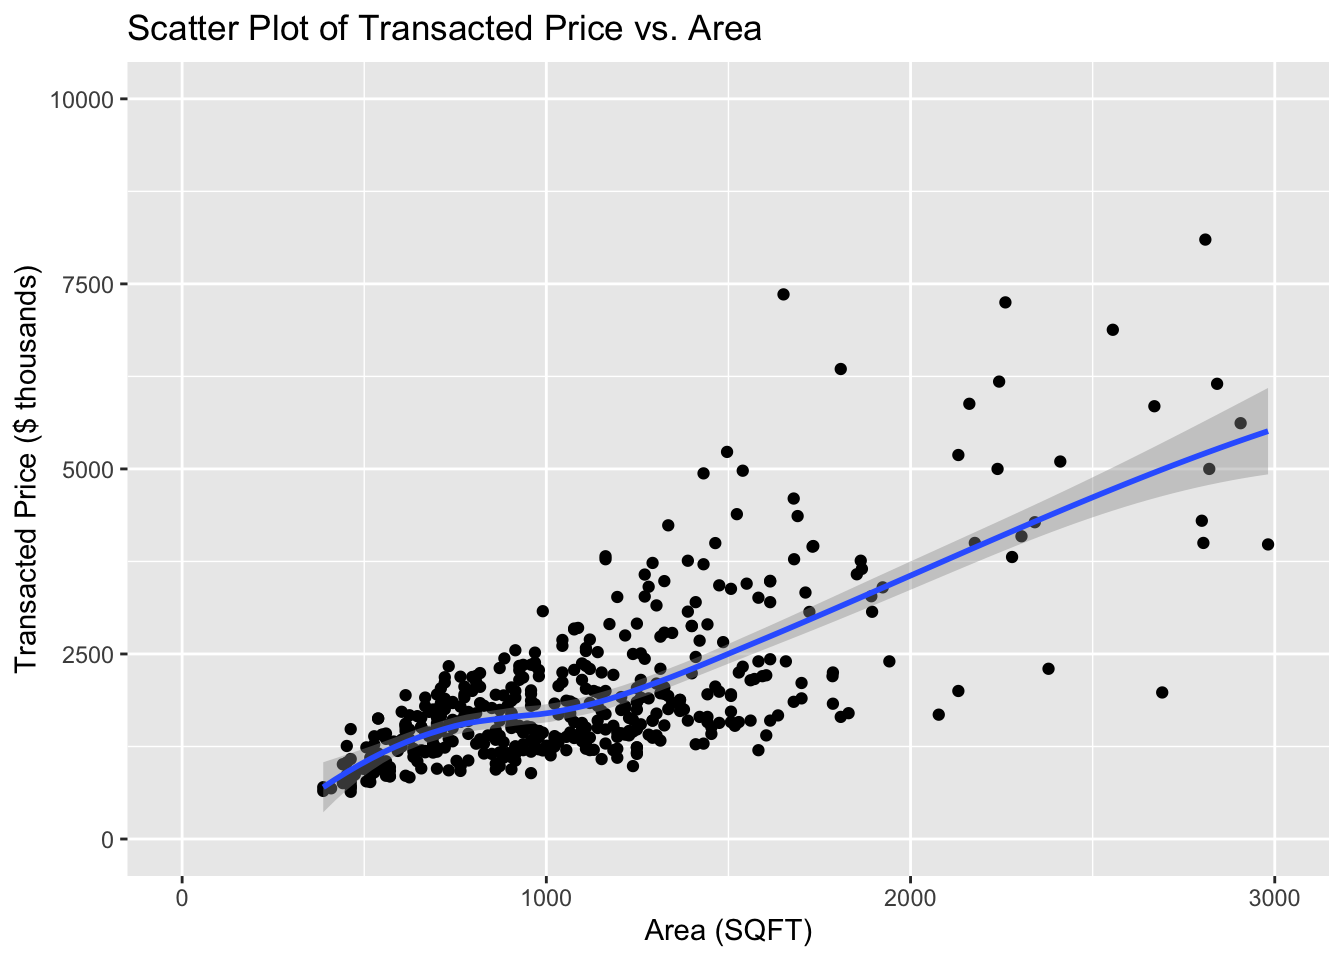 Scatter Plot of Transacted Price vs. Area
Transacted Price ($ thousands)
10000
7500
5000
2500
0
0 1000 2000 3000
Area (SQFT)